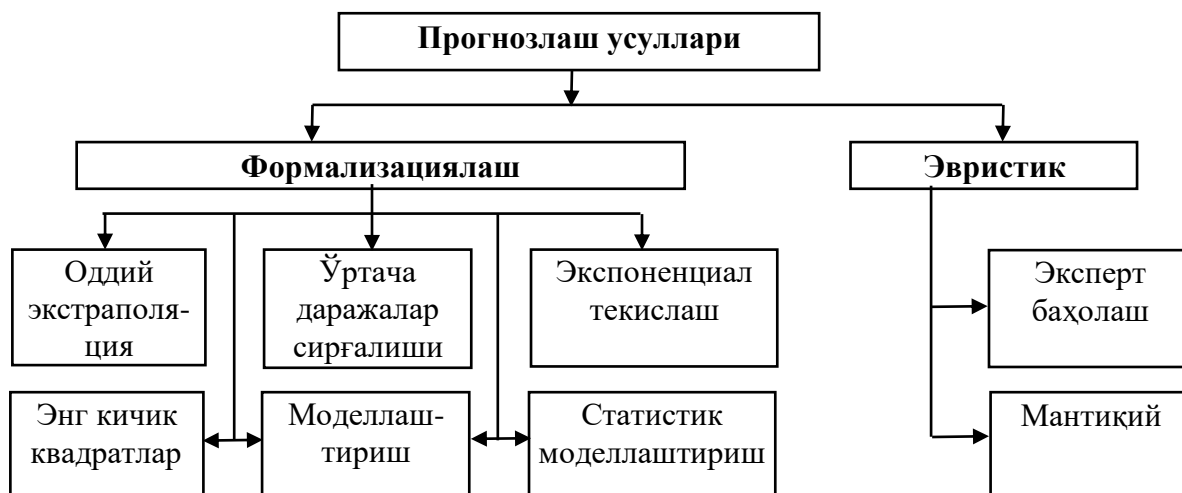 Прогнозлаш усуллари
Формализациялаш
Эвристик
Оддий
экстраполя-
ция
Ўртача
даражалар
сирғалиши
Экспоненциал
текислаш
Эксперт
баҳолаш
Энг кичик
квадратлар
Моделлаш-
тириш
Статистик
моделлаштириш
Мантиқий